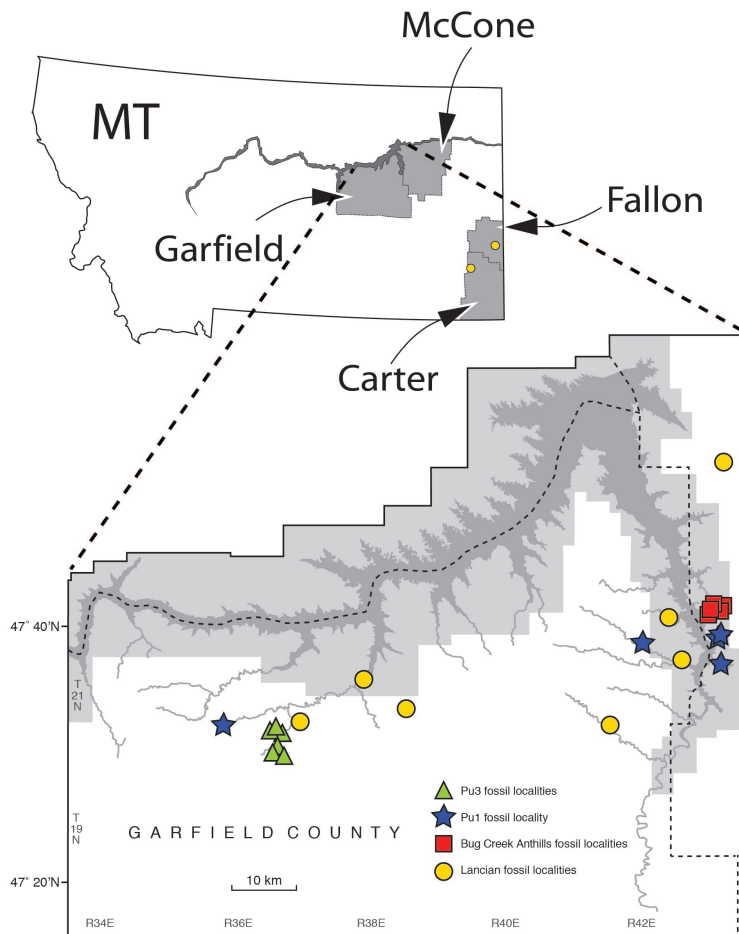 McCone
MT
Fallon
Garfield
Carter
47˚ 40'N
T
21
N
Pu3 fossil localities
Pu1 fossil locality
T
19
N
GARFIELD COUNTY
Bug Creek Anthills fossil localities
Lancian fossil localities
47˚ 20'N
10 km
R34E
R36E
R38E
R40E
R42E